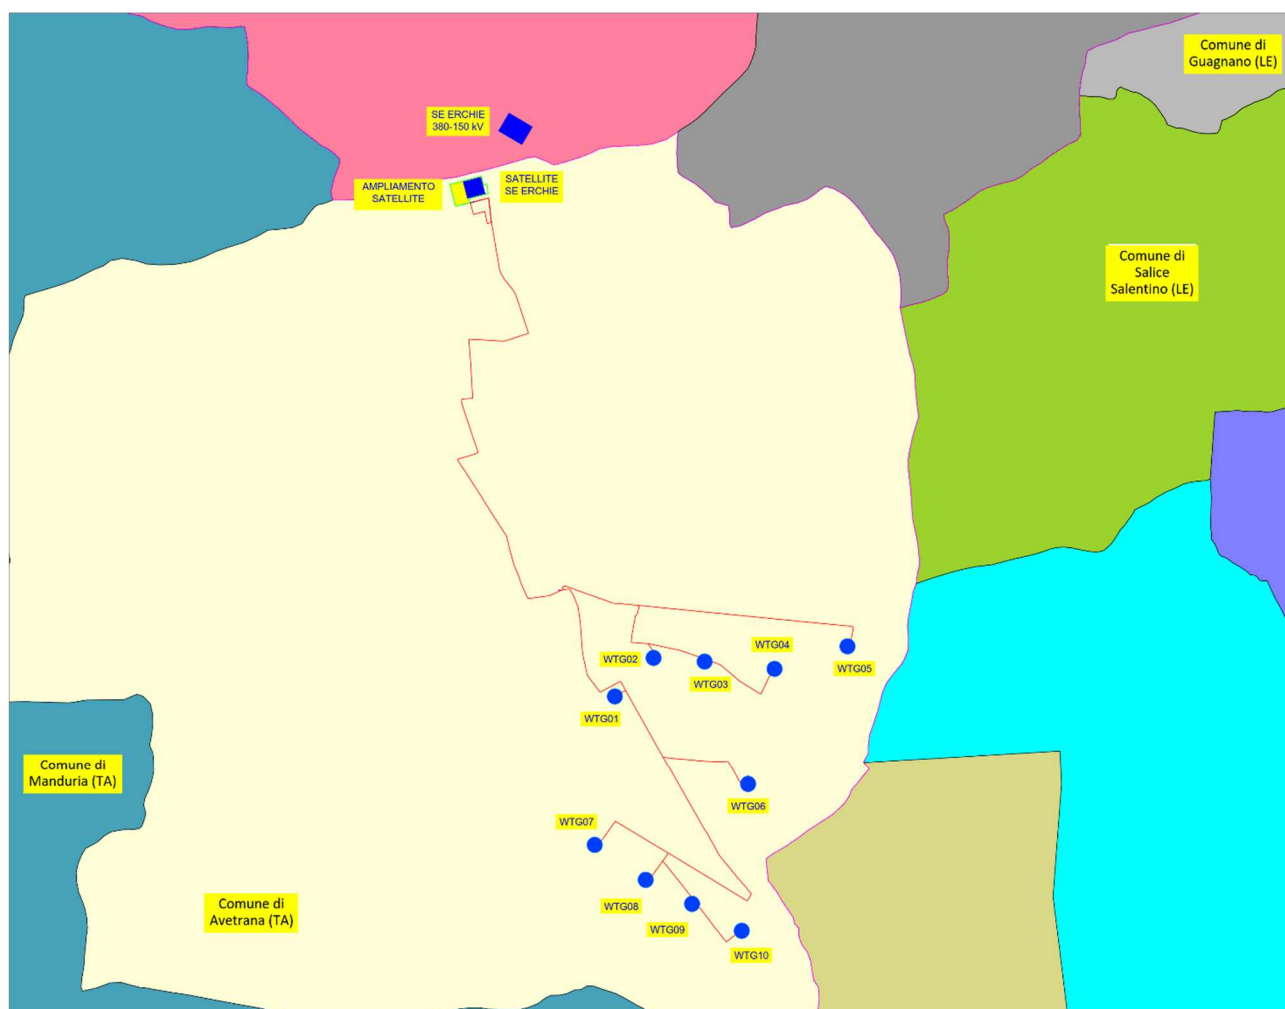 Comune di
Guagnano (LE)
SE ERCHIE
380-150 kV
AMPLIAMENTO
SATELLITE
SATELLITE
SE ERCHIE
Comune di
Salice
Salentino (LE)
WTG04
WTG02
WTG05
WTG03
WTG01
Comune di
Manduria (TA)
WTG06
WTG07
WTG08
Comune di
Avetrana (TA)
WTG09
WTG10